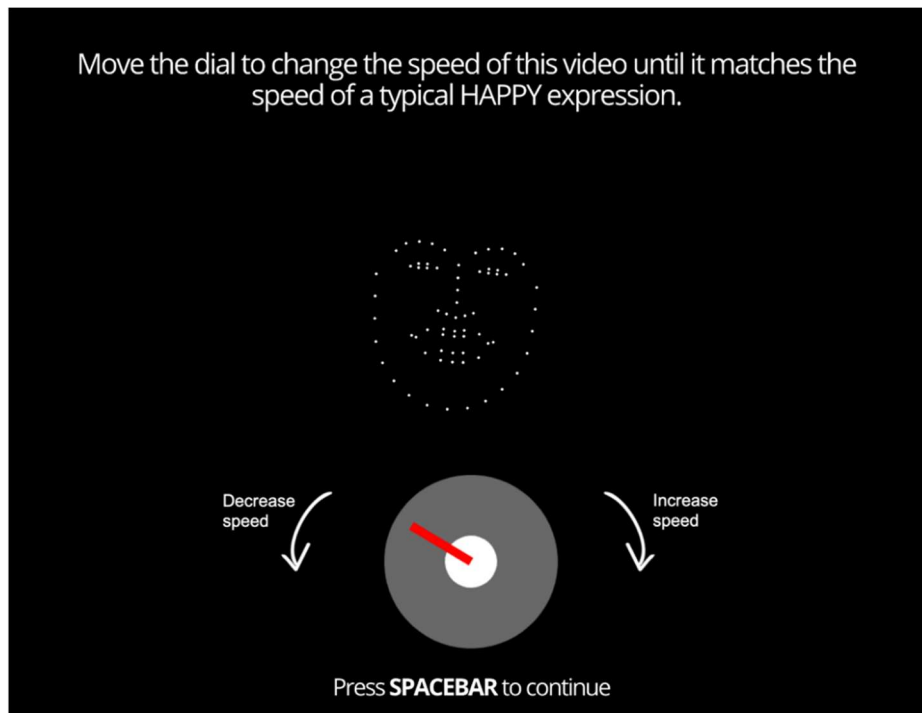 Move the dial to change the speed of this video until it matches the
speed of a typical HAPPY expression.
Decrease
speed
Increase
speed
Press SPACEBAR to continue